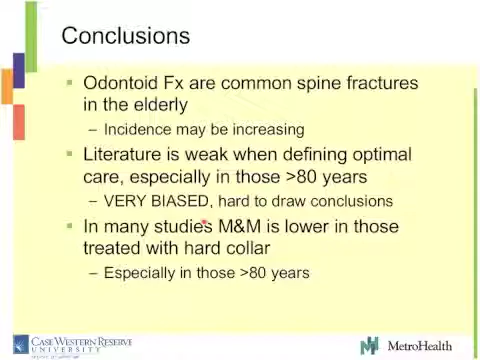 Conclusions
Odontoid Fx are common spine fractures
in the elderly
– Incidence may be increasing
Literature is weak when defining optimal
care, especially in those >80 years
– VERY BIASED, hard to draw conclusions
In many studies M&M is lower in those
treated with hard collar
– Especially in those >80 years
CASE WESTERN RESERVE
UNIVERSITY
MetroHealth